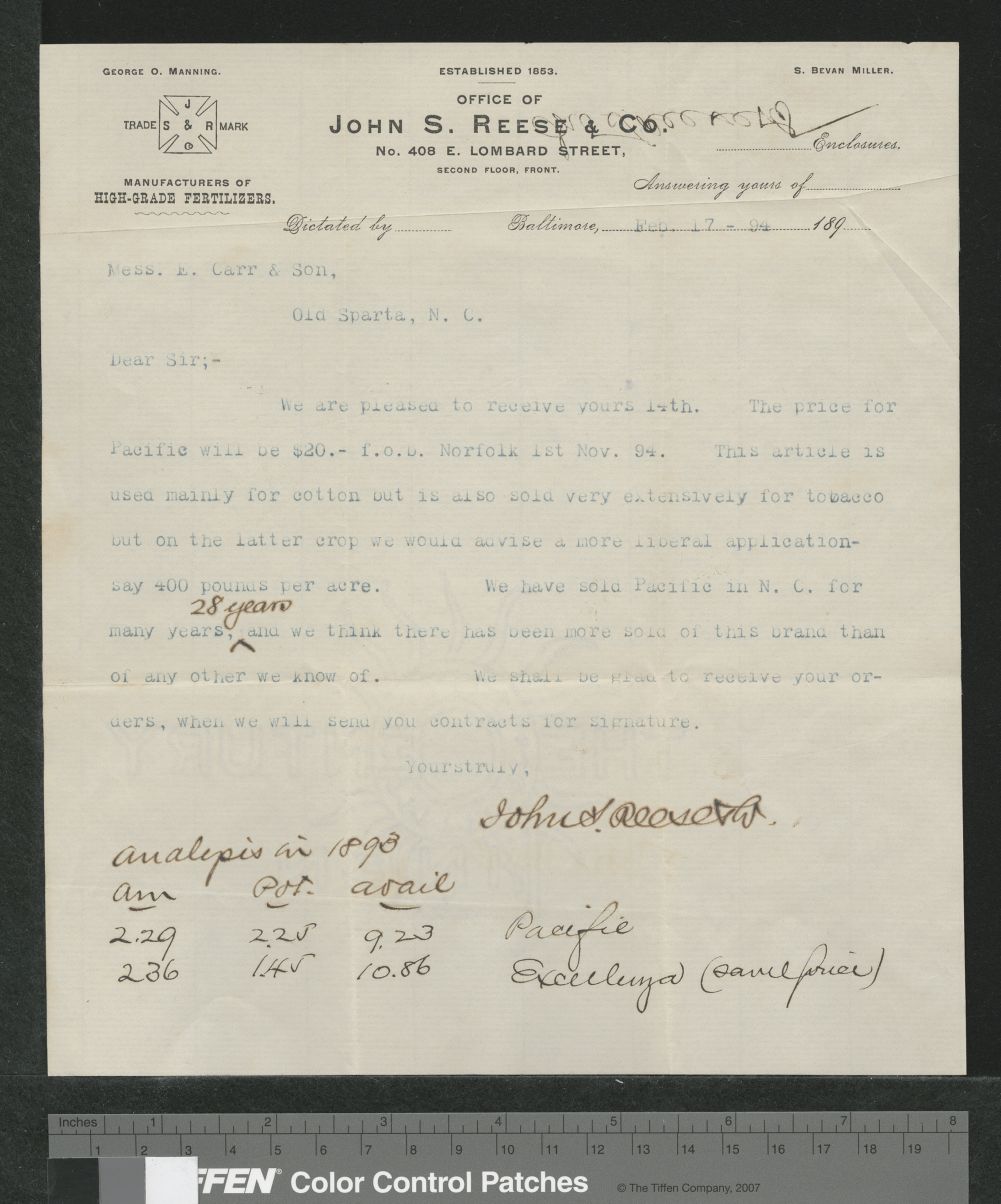 GEORGE O. MANNING.
ESTABLISHED 1853.
S. BEVAN MILLER.
OFFICE OF
JOHN S. REESE & CO.
No. 408 E. LOMBARD STREET,
SECOND FLOOR, FRONT.
TRADE J S & R Co MARK
MANUFACTURERS OF
HIGH-GRADE FERTILIZERS.
Enclosures.
Answering yours of
Dictated by Baltimore, Feb. 17 - 94 189
Mess. E. Carr & Son,
Old Sparta, N. C.
Dear Sir;-
We are pleased to receive yours 14th. The price for
Pacific will be $20.- f.o.b. Norfolk 1st Nov. 94. This article is
used mainly for cotton but is also sold very extensively for tobacco
but on the latter crop we would advise a more liberal application-
say 400 pounds per acre. We have sold Pacific in N. C. for
28 years
many years, ^ and we think there has been more sold of this brand than
of any other we know of. We shall be glad to receive your or-
ders, when we will send you contracts for signature.
Yourstruly,
John S. Reese & Co.
Analysis in 1893
Am Pot. avail
2.29 2.25 9.23 Pacific
2.36 1.45 10.86 Excellenza (same price)
Inches 1 2 3 4 5 6 7 8
1 2 3 4 5 6 7 8 9 10 11 12 13 14 15 16 17 18 19
FFEN® Color Control Patches © The Tiffen Company, 2007